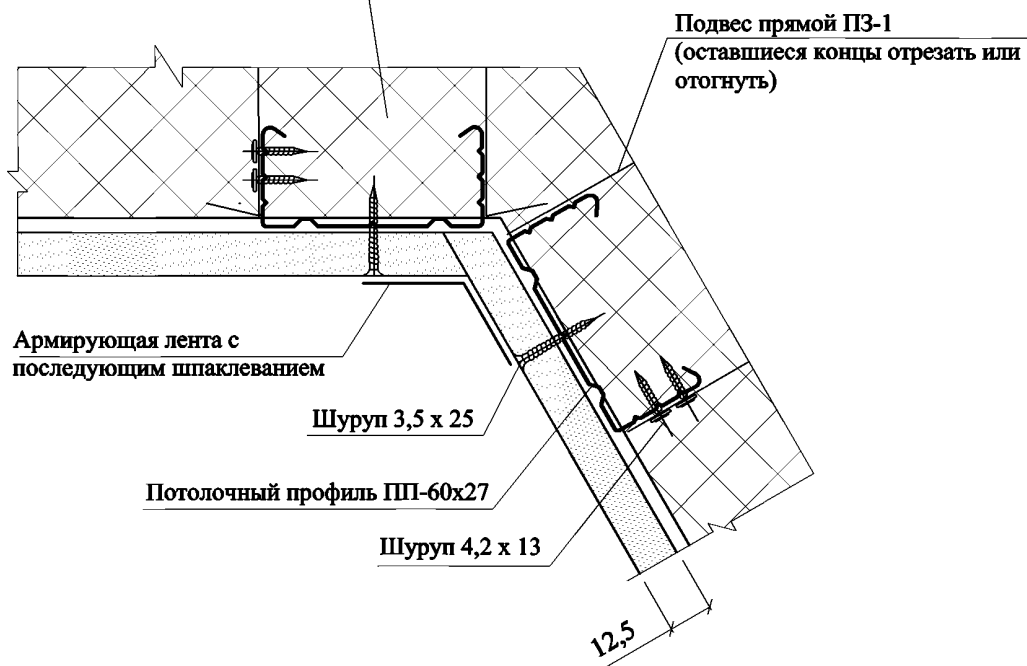 Подвес прямой ПЗ-1
(оставшиеся концы отрезать или
отогнуть)
Армирующая лента с
последующим шпаклеванием
Шуруп 3,5 x 25
Потолочный профиль ПП-60x27
Шуруп 4,2 x 13
12,5